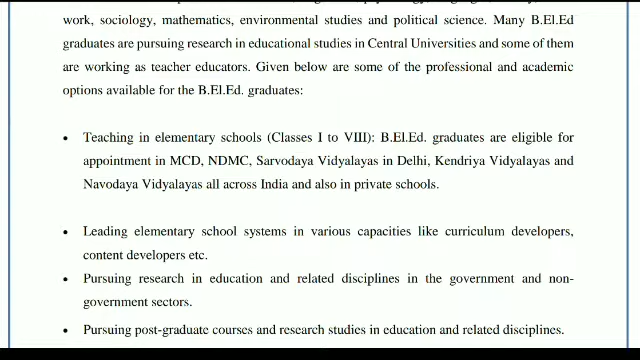 work, sociology, mathematics, environmental studies and political science. Many B.El.Ed
graduates are pursuing research in educational studies in Central Universities and some of them
are working as teacher educators. Given below are some of the professional and academic
options available for the B.El.Ed. graduates:
• Teaching in elementary schools (Classes I to VIII): B.El.Ed. graduates are eligible for
appointment in MCD, NDMC, Sarvodaya Vidyalayas in Delhi, Kendriya Vidyalayas and
Navodaya Vidyalayas all across India and also in private schools.
• Leading elementary school systems in various capacities like curriculum developers,
content developers etc.
• Pursuing research in education and related disciplines in the government and non-
government sectors.
• Pursuing post-graduate courses and research studies in education and related disciplines.